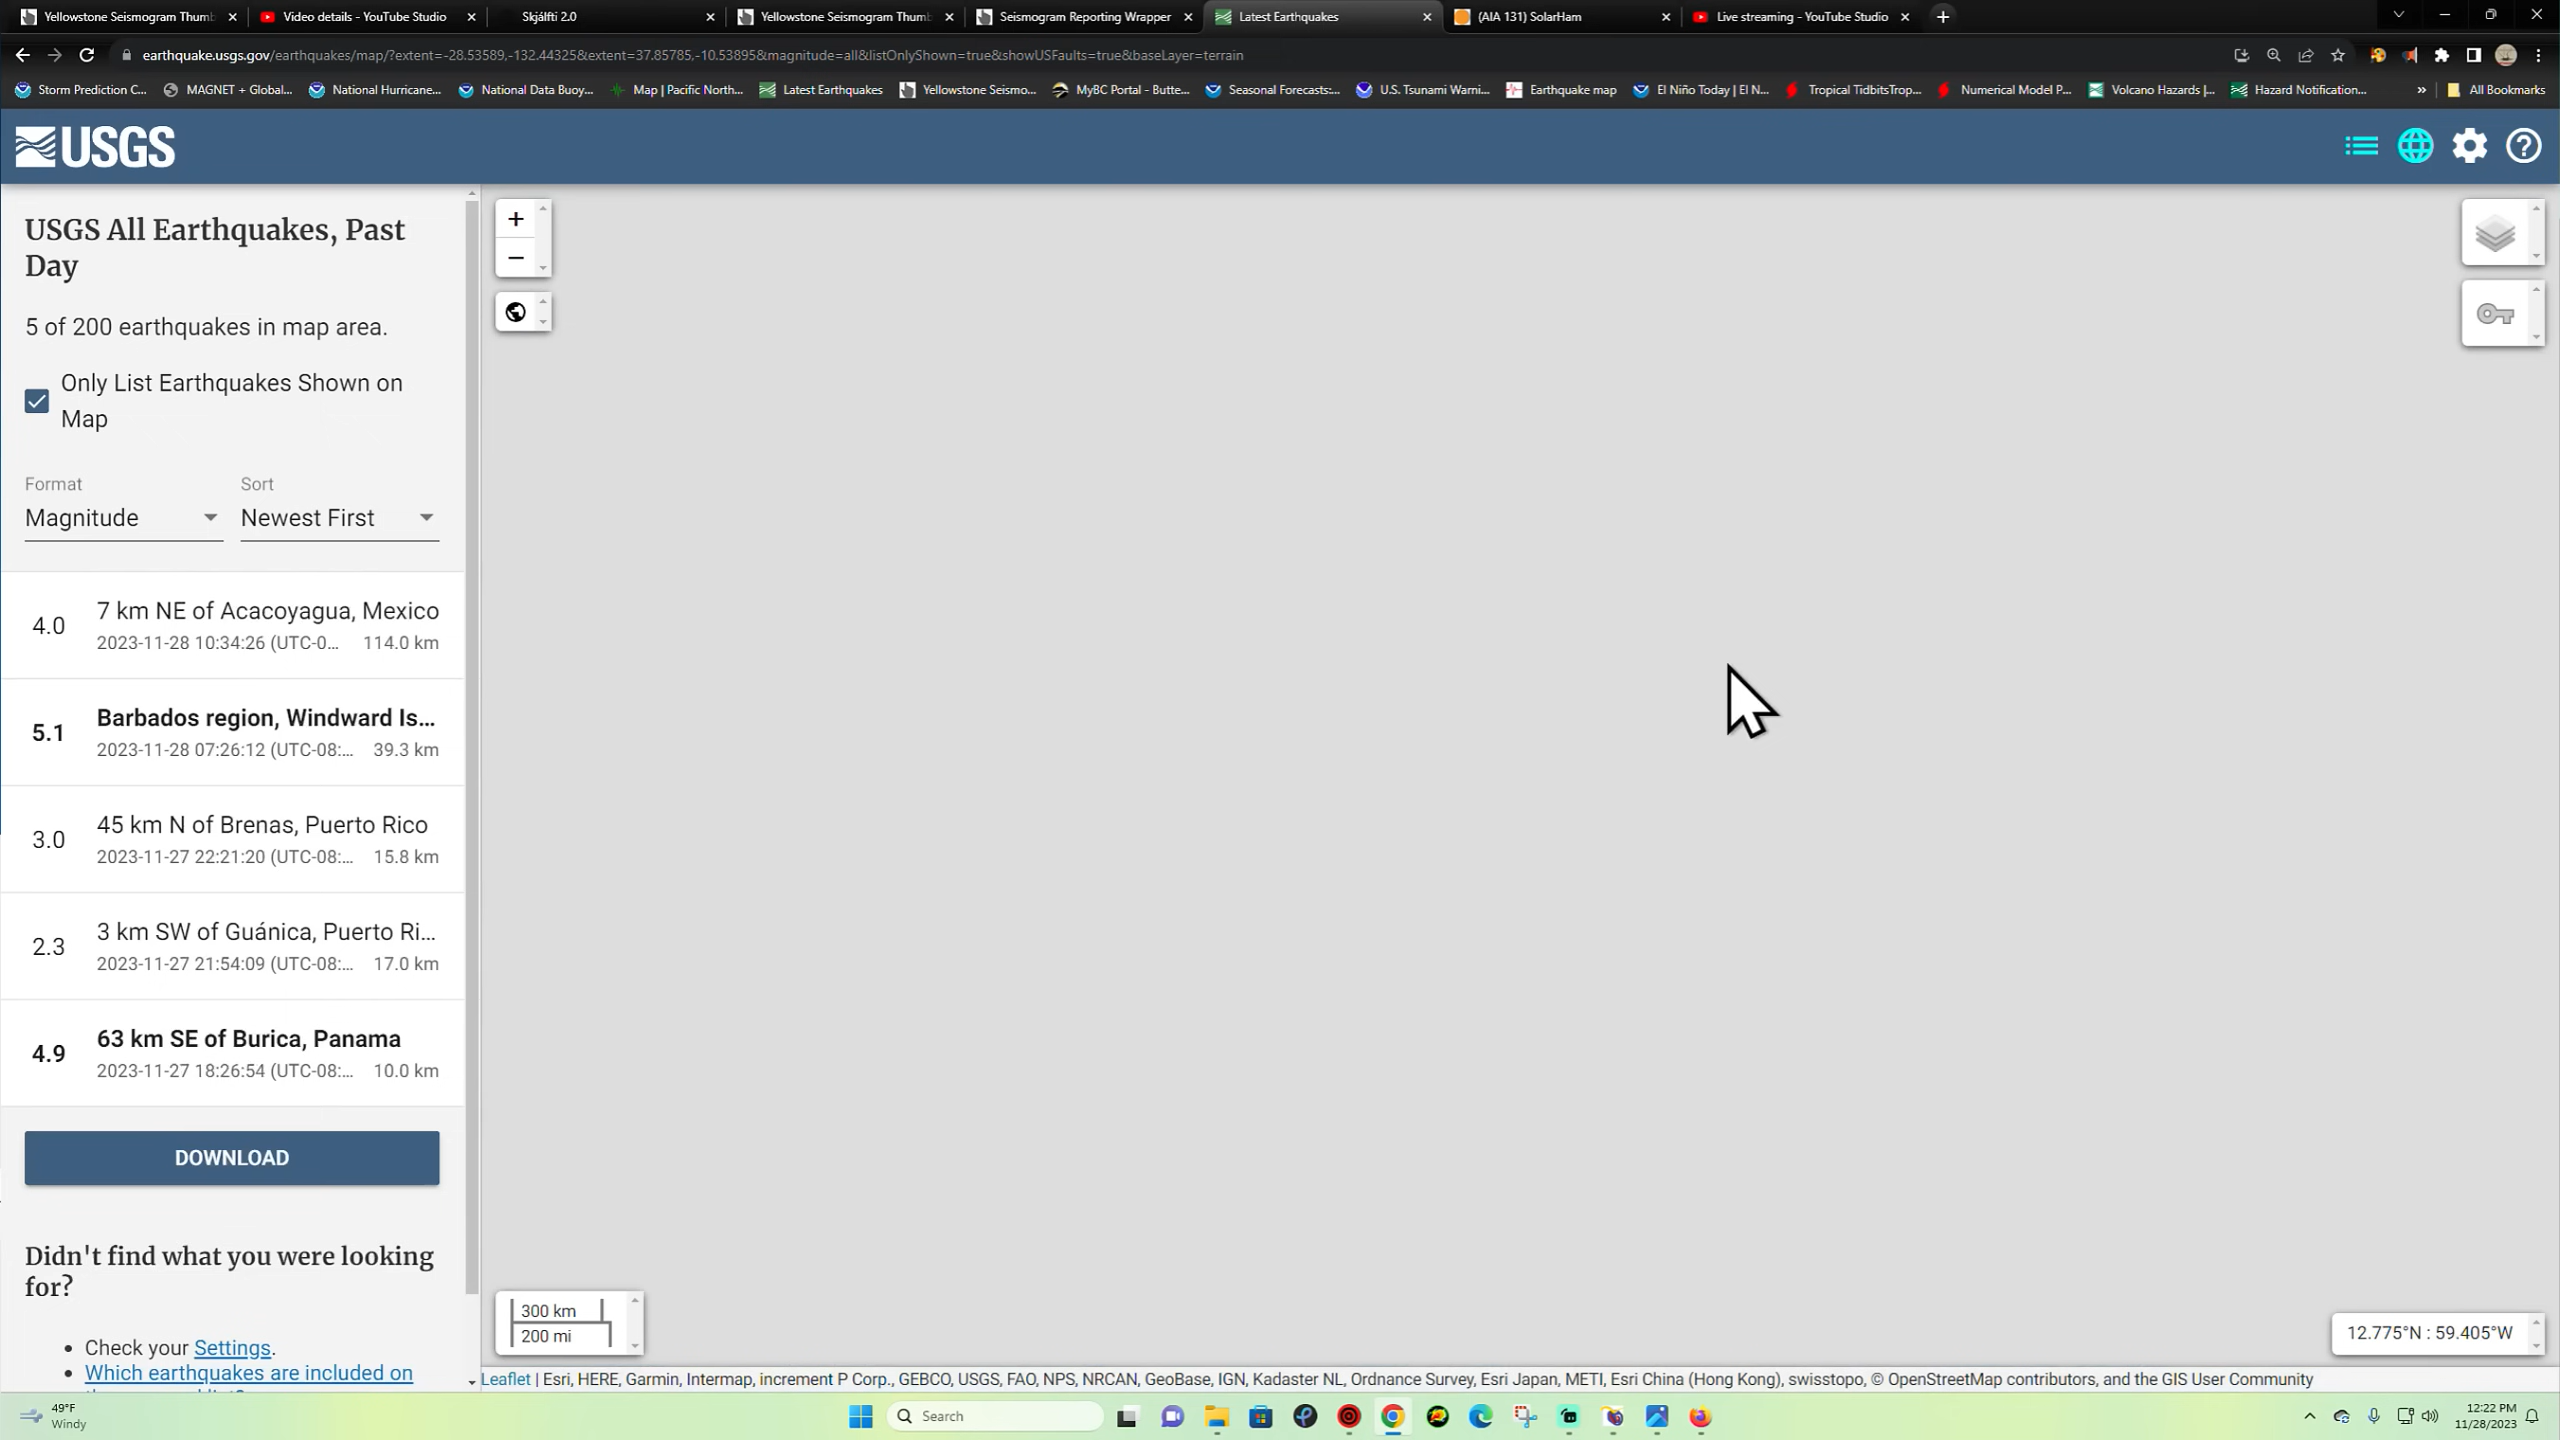 Yellowstone Seismogram Thumb
Video details - YouTube Studio
Skjálfti 2.0
Yellowstone Seismogram Thumb
Seismogram Reporting Wrapper
Latest Earthquakes
(AIA 131) SolarHam
Live streaming - YouTube Studio
earthquake.usgs.gov/earthquakes/map/?extent=-28.53589,-132.44325&extent=37.85785,-10.53895&magnitude=all&listOnlyShown=true&showUSFaults=true&baseLayer=terrain
Storm Prediction C...
MAGNET + Global...
National Hurricane...
National Data Buoy...
Map | Pacific North...
Latest Earthquakes
Yellowstone Seismo...
MyBC Portal - Butte...
Seasonal Forecasts:...
U.S. Tsunami Warni...
Earthquake map
El Niño Today | El N...
Tropical TidbitsTrop...
Numerical Model P...
Volcano Hazards |...
Hazard Notification...
»
All Bookmarks
USGS
USGS All Earthquakes, Past
Day
5 of 200 earthquakes in map area.
Only List Earthquakes Shown on
Map
Format
Sort
Magnitude
Newest First
4.0
7 km NE of Acacoyagua, Mexico
2023-11-28 10:34:26 (UTC-0...
114.0 km
5.1
Barbados region, Windward Is...
2023-11-28 07:26:12 (UTC-08:...
39.3 km
3.0
45 km N of Brenas, Puerto Rico
2023-11-27 22:21:20 (UTC-08:...
15.8 km
2.3
3 km SW of Guánica, Puerto Ri...
2023-11-27 21:54:09 (UTC-08:...
17.0 km
4.9
63 km SE of Burica, Panama
2023-11-27 18:26:54 (UTC-08:...
10.0 km
DOWNLOAD
Didn't find what you were looking
for?
• Check your Settings.
• Which earthquakes are included on
300 km
200 mi
12.775°N : 59.405°W
Leaflet | Esri, HERE, Garmin, Intermap, increment P Corp., GEBCO, USGS, FAO, NPS, NRCAN, GeoBase, IGN, Kadaster NL, Ordnance Survey, Esri Japan, METI, Esri China (Hong Kong), swisstopo, © OpenStreetMap contributors, and the GIS User Community
49°F
Windy
Search
12:22 PM
11/28/2023